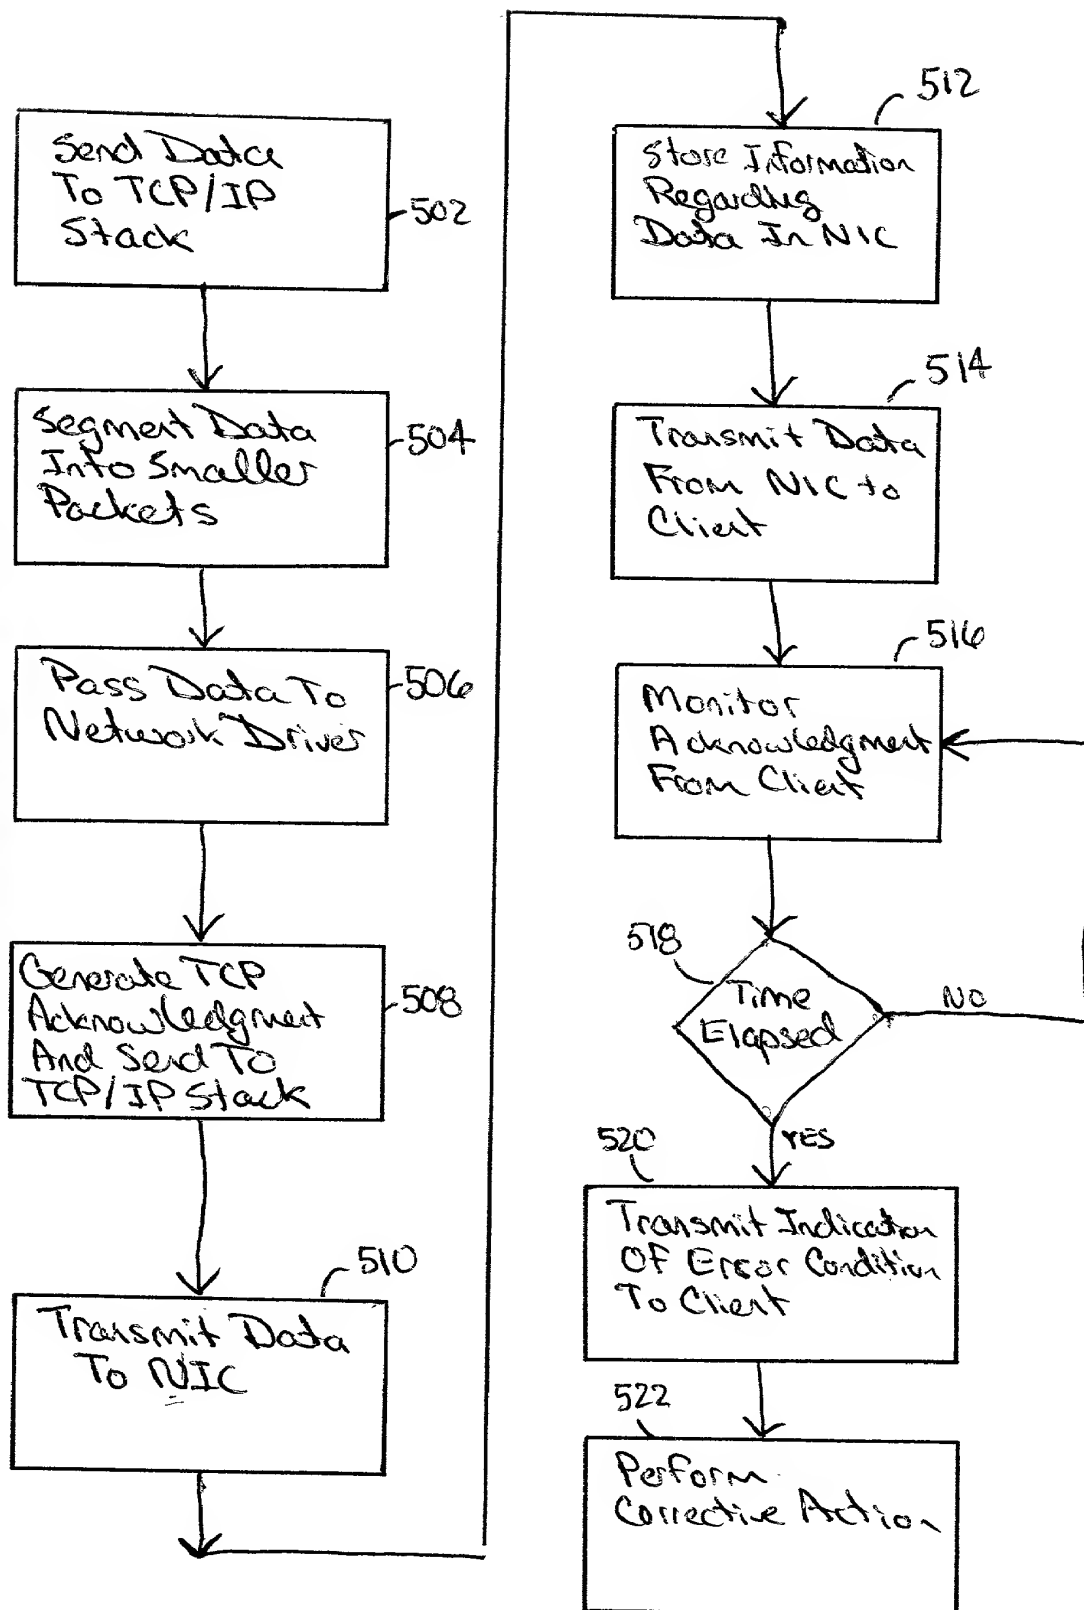 Send Data
To TCP/IP
Stack
502
Segment Data
Into Smaller
Packets
504
Pass Data To
Network Driver
506
Generate TCP
Acknowledgment
And Send To
TCP/IP Stack
508
Transmit Data
To NIC
510
512
Store Information
Regarding
Data In NIC
514
Transmit Data
From NIC to
Client
516
Monitor
Acknowledgment
From Client
518
Time
Elapsed
NO
YES
520
Transmit Indication
Of Error Condition
To Client
522
Perform
Corrective Action